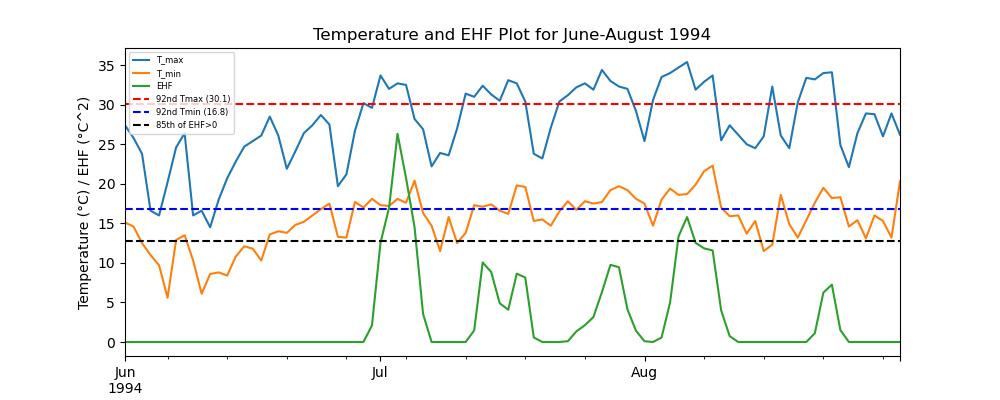 Temperature and EHF Plot for June-August 1994
Temperature (°C) / EHF (°C^2)
35
30
25
20
15
10
5
0
T_max
T_min
EHF
92nd Tmax (30.1)
92nd Tmin (16.8)
85th of EHF>0
Jun
1994
Jul
Aug